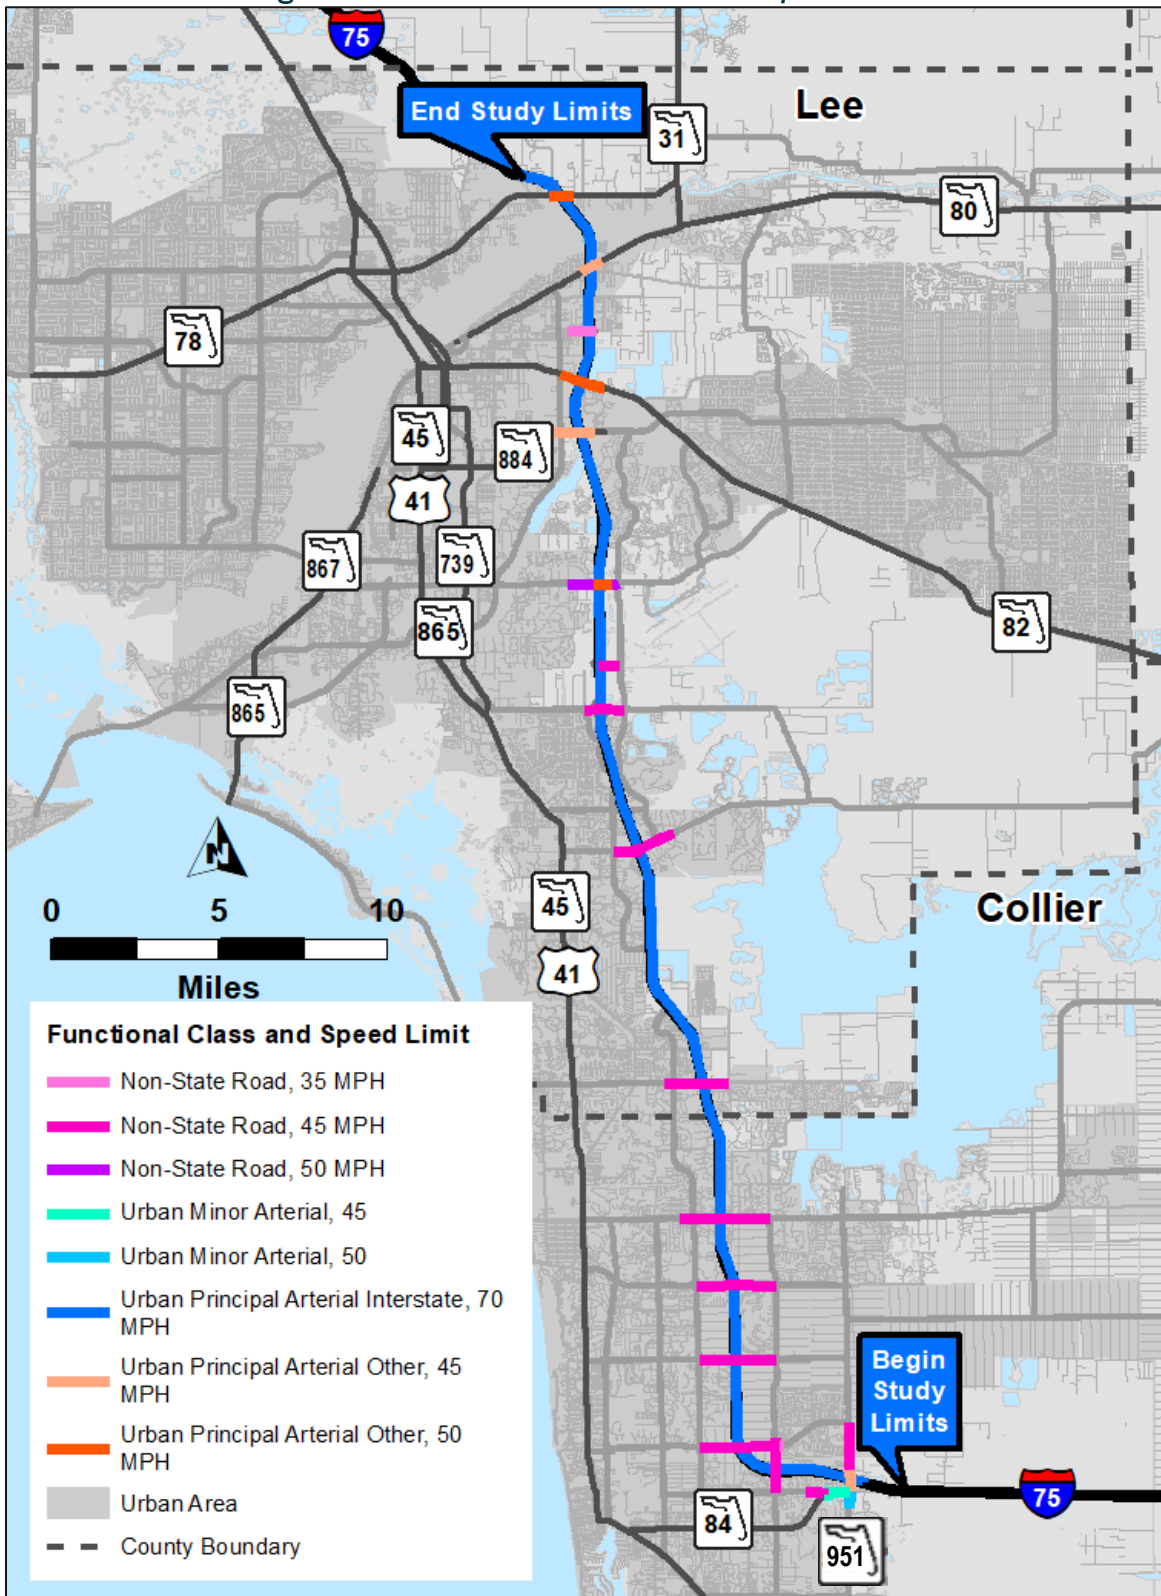 75
End Study Limits
31
Lee
80
78
45
884
41
867
739
865
82
865
N
0 5 10
Miles
45
41
Collier
Functional Class and Speed Limit
Non-State Road, 35 MPH
Non-State Road, 45 MPH
Non-State Road, 50 MPH
Urban Minor Arterial, 45
Urban Minor Arterial, 50
Urban Principal Arterial Interstate, 70
MPH
Urban Principal Arterial Other, 45
MPH
Urban Principal Arterial Other, 50
MPH
Urban Area
County Boundary
Begin
Study
Limits
75
84
951